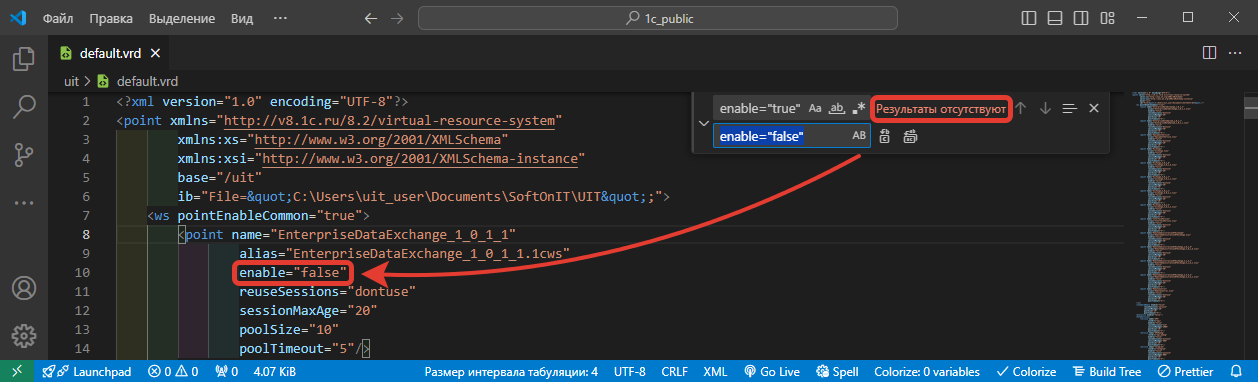 Файл Правка Выделение Вид ··· 1c_public
default.vrd
uit > default.vrd
1 <?xml version="1.0" encoding="UTF-8"?>
2 <point xmlns="http://v8.1c.ru/8.2/virtual-resource-system"
3 xmlns:xs="http://www.w3.org/2001/XMLSchema"
4 xmlns:xsi="http://www.w3.org/2001/XMLSchema-instance"
5 base="/uit"
6 ib="File=&quot;C:\Users\uit_user\Documents\SoftOnIT\UIT&quot;;">
7 <ws pointEnableCommon="true">
8 <point name="EnterpriseDataExchange_1_0_1_1"
9 alias="EnterpriseDataExchange_1_0_1_1.1cws"
10 enable="false"
11 reuseSessions="dontuse"
12 sessionMaxAge="20"
13 poolSize="10"
14 poolTimeout="5"/>
enable="true" Aa ab .* Результаты отсутствуют
enable="false" AB
Launchpad 0 0 0 4.07 KiB Размер интервала табуляции: 4 UTF-8 CRLF XML Go Live Spell Colorize: 0 variables Colorize Build Tree Prettier